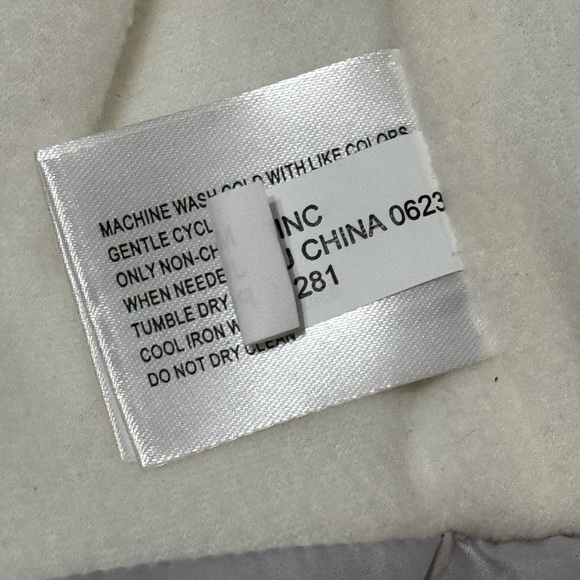 MACHINE WASH COLD WITH LIKE COLORS
GENTLE CYCL
ONLY NON-CH
WHEN NEEDE
TUMBLE DRY
COOL IRON W
DO NOT DRY CLEAN
INC
CHINA 0623
281